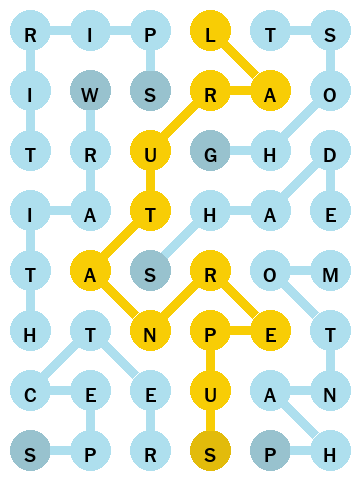 R I P L T S
I W S R A O
T R U G H D
I A T H A E
T A S R O M
H T N P E T
C E E U A N
S P R S P H